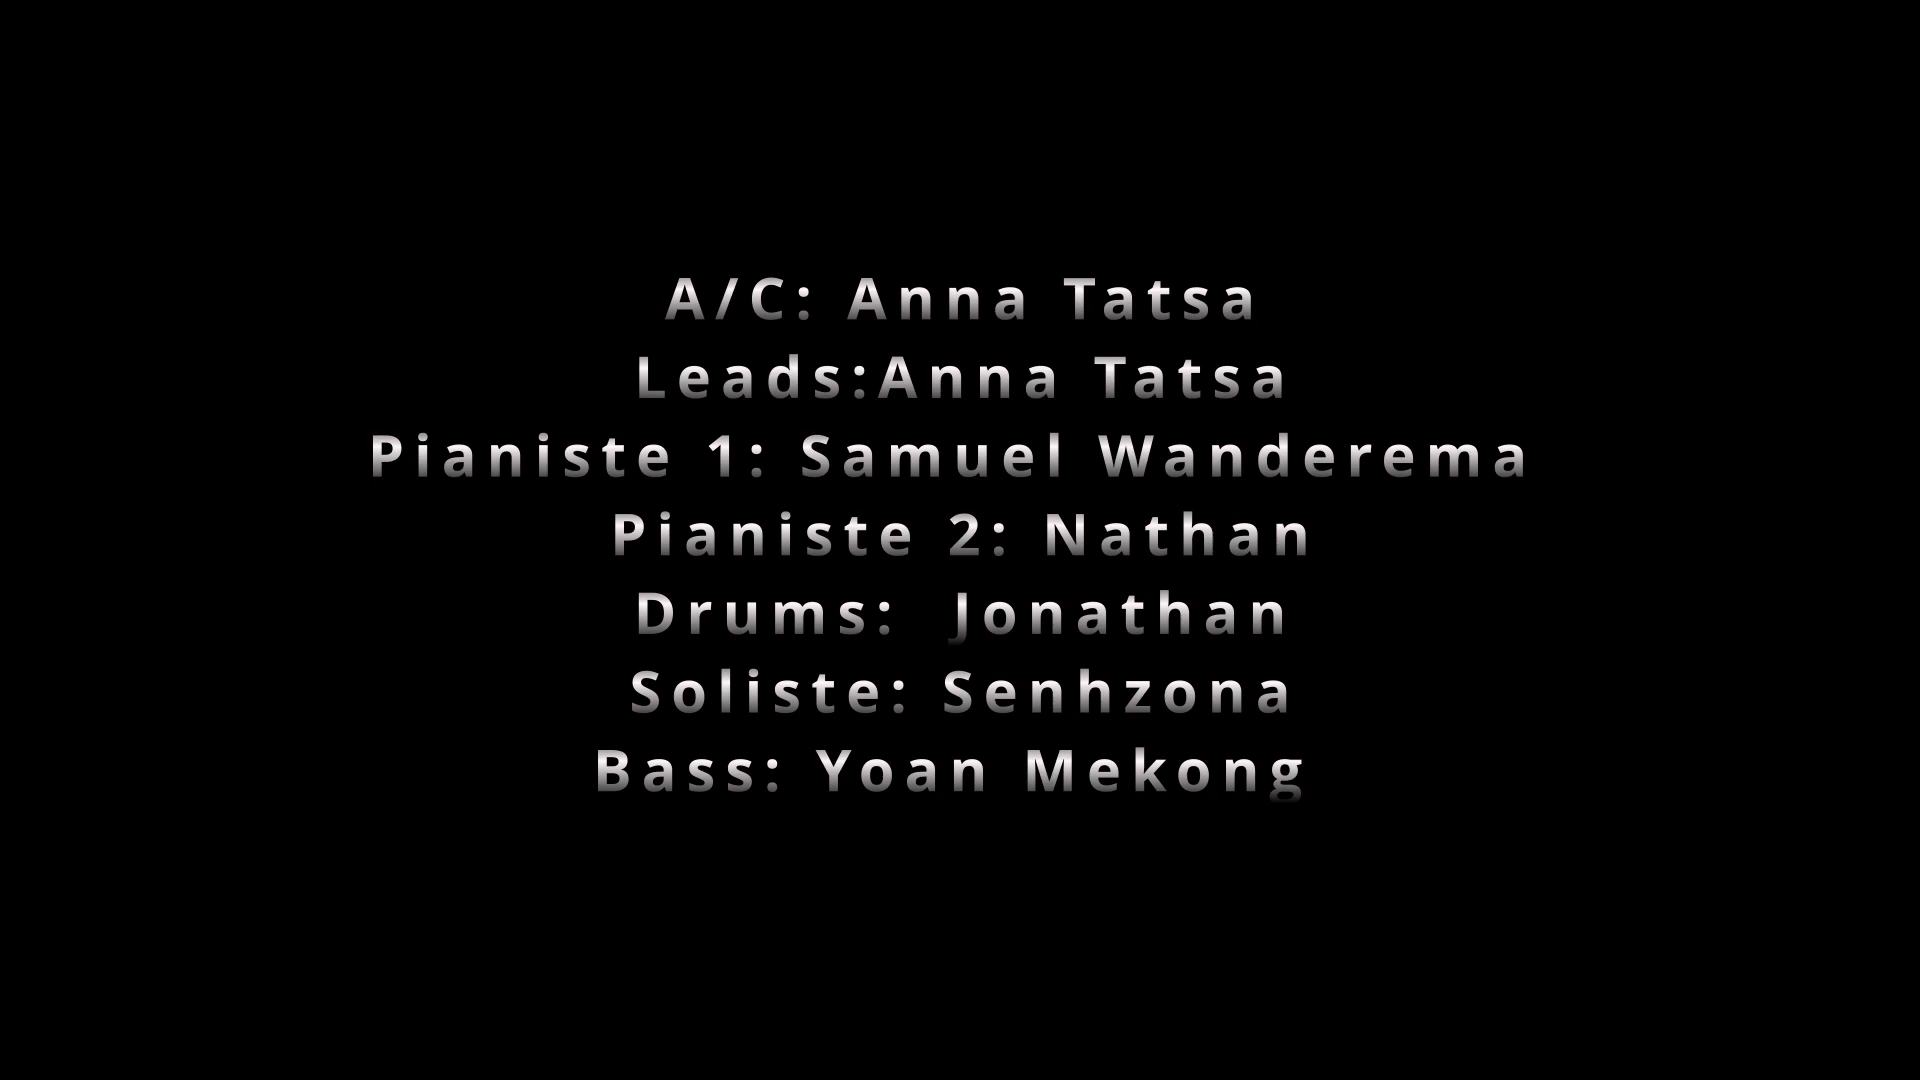 A/C: Anna Tatsa
Leads:Anna Tatsa
Pianiste 1: Samuel Wanderema
Pianiste 2: Nathan
Drums:  Jonathan
Soliste: Senhzona
Bass: Yoan Mekong